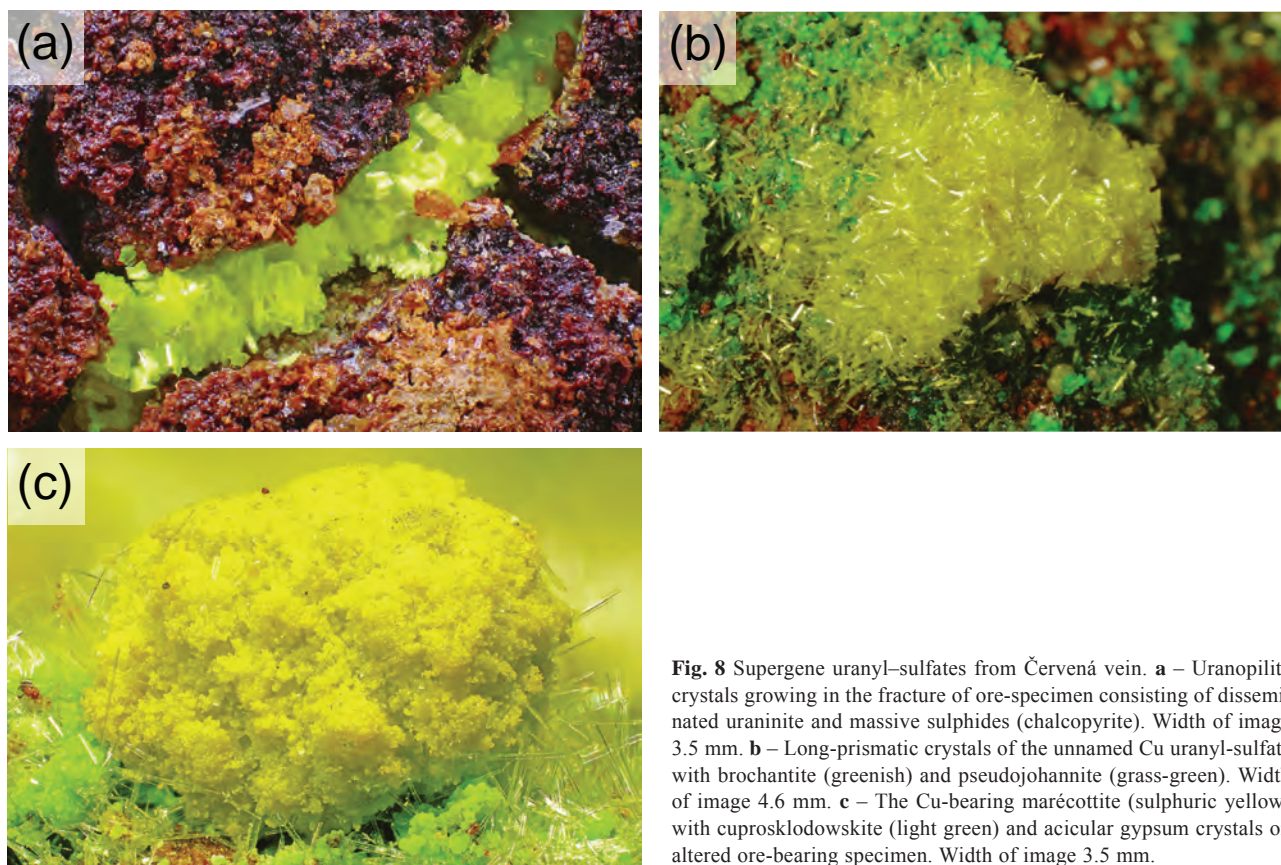 (a)
(b)
(c)
Fig. 8 Supergene uranyl–sulfates from Červená vein. a – Uranopilit
crystals growing in the fracture of ore-specimen consisting of dissemi-
nated uraninite and massive sulphides (chalcopyrite). Width of imag
3.5 mm. b – Long-prismatic crystals of the unnamed Cu uranyl-sulfat
with brochantite (greenish) and pseudojohannite (grass-green). Widt
of image 4.6 mm. c – The Cu-bearing marécottite (sulphuric yellow
with cuprosklodowskite (light green) and acicular gypsum crystals o
altered ore-bearing specimen. Width of image 3.5 mm.